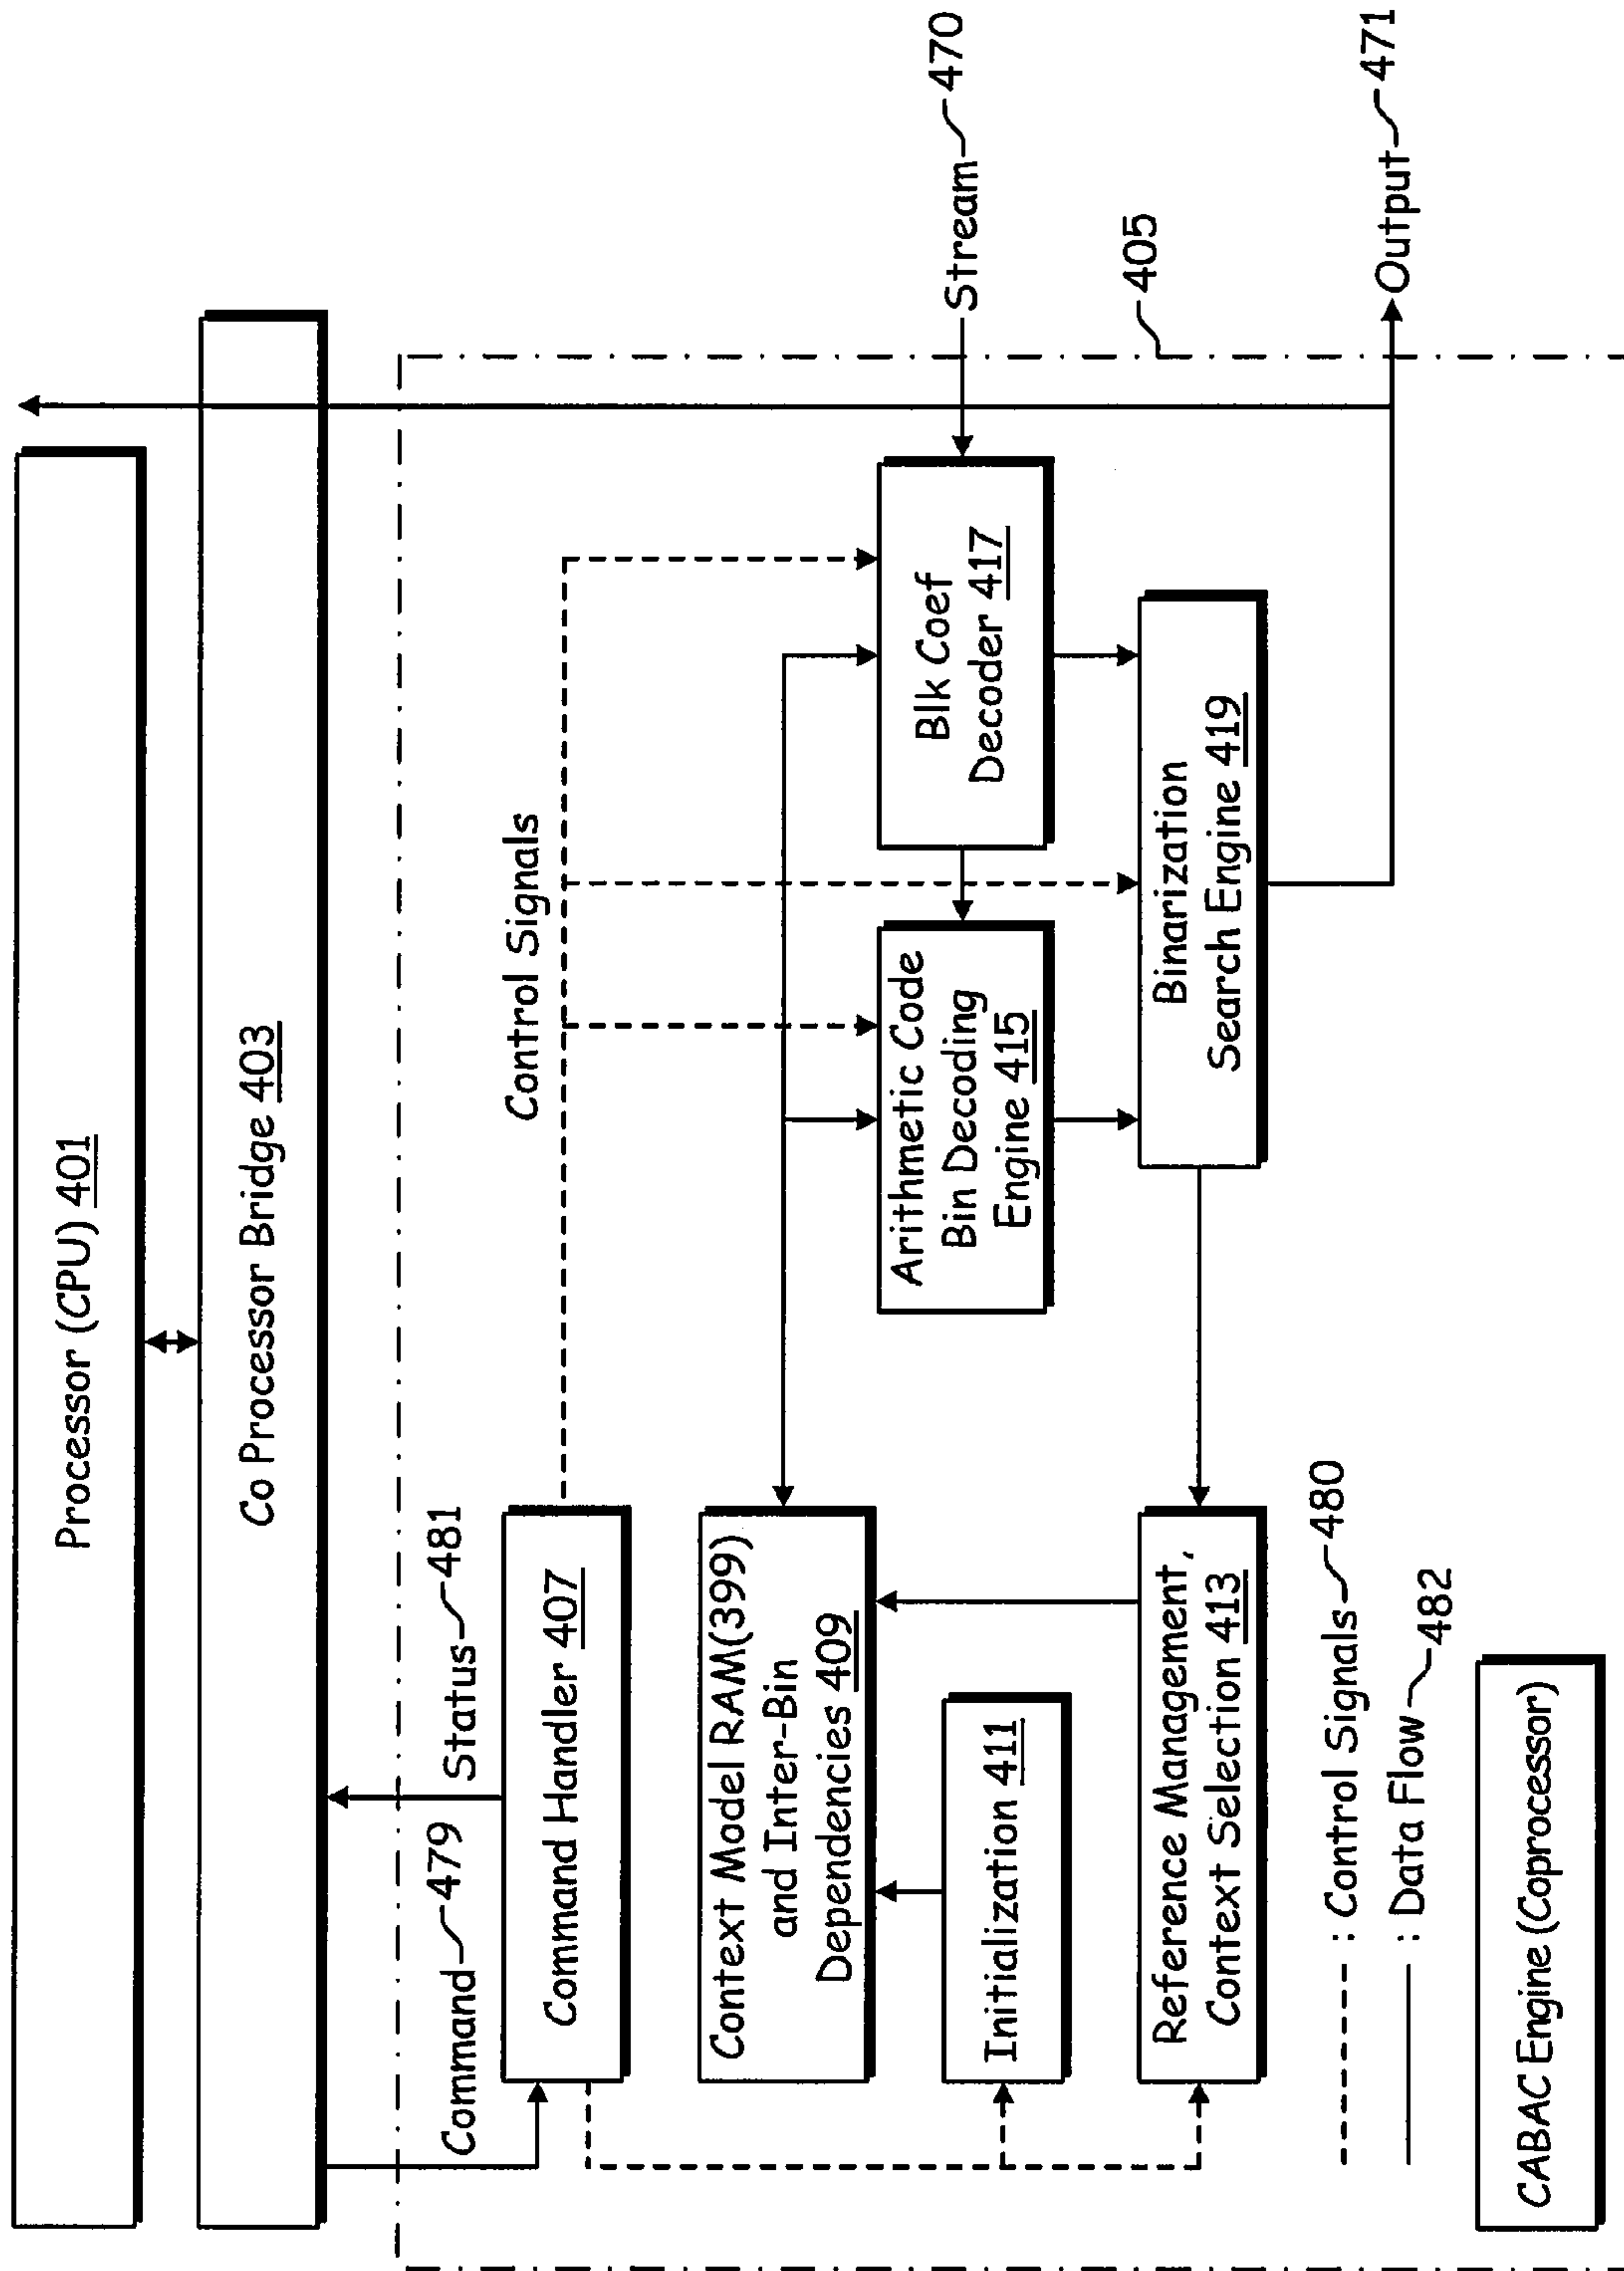 Processor (CPU) 401
Co Processor Bridge 403
Command 479
Status 481
Command Handler 407
Control Signals
Context Model RAM(399)
and Inter-Bin
Dependencies 409
Initialization 411
Reference Management,
Context Selection 413
Arithmetic Code
Bin Decoding
Engine 415
Blk Coef
Decoder 417
Binarization
Search Engine 419
Stream 470
405
Output 471
: Control Signals 480
: Data Flow 482
CABAC Engine (Coprocessor)